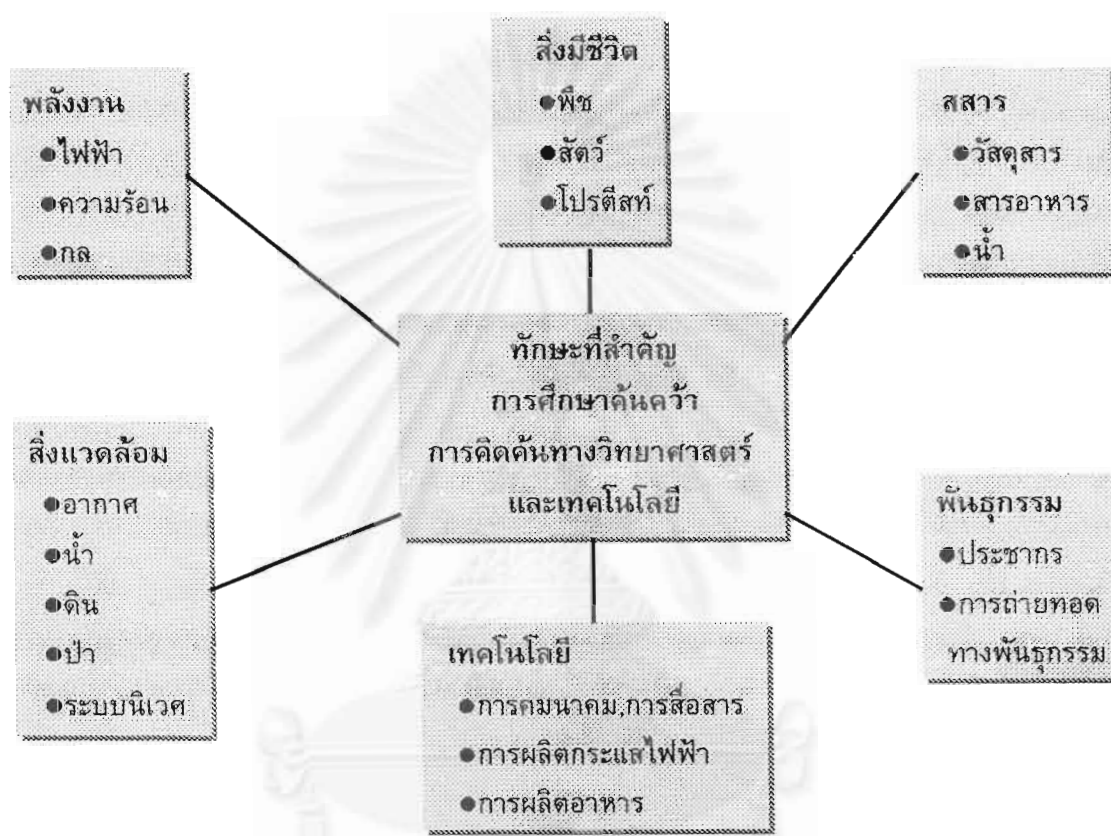 สิ่งมีชีวิต
●พืช
●สัตว์
●โปรตีสท์
พลังงาน
●ไฟฟ้า
●ความร้อน
●กล
สสาร
●วัสดุสาร
●สารอาหาร
●น้ำ
ทักษะที่สำคัญ
การศึกษาค้นคว้า
การคิดค้นทางวิทยาศาสตร์
และเทคโนโลยี
สิ่งแวดล้อม
●อากาศ
●น้ำ
●ดิน
●ป่า
●ระบบนิเวศ
พันธุกรรม
●ประชากร
●การถ่ายทอด
ทางพันธุกรรม
เทคโนโลยี
●การคมนาคม,การสื่อสาร
●การผลิตกระแสไฟฟ้า
●การผลิตอาหาร